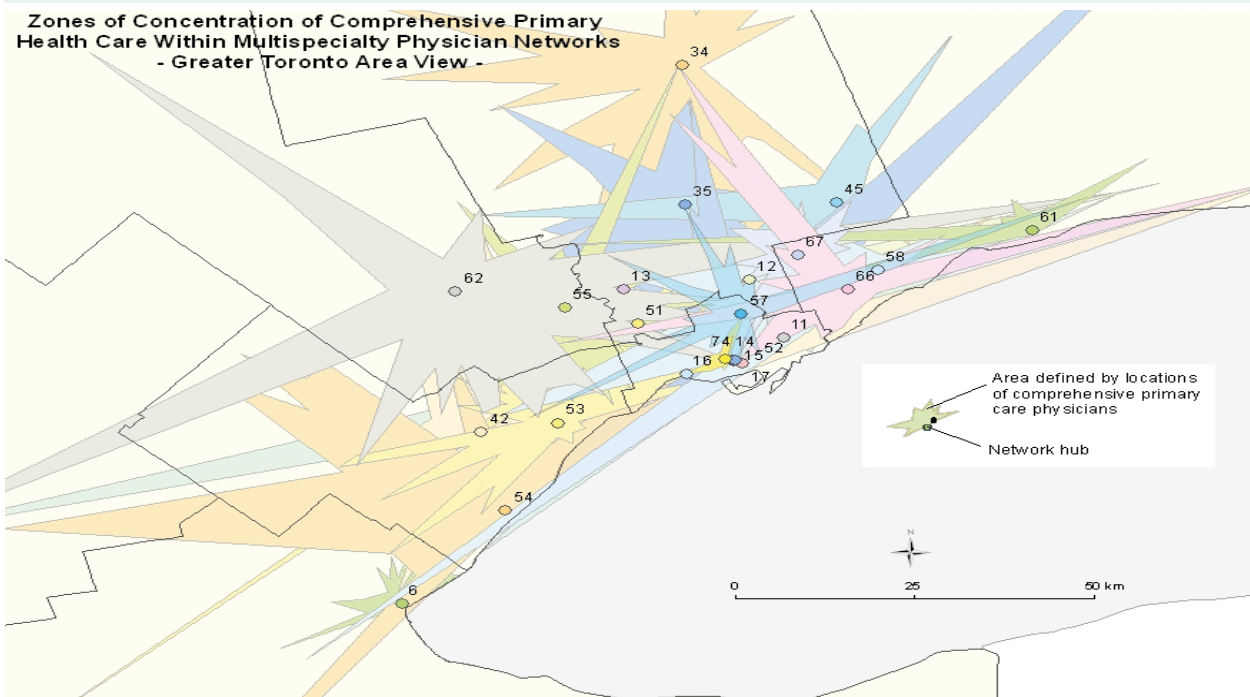 Zones of Concentration of Comprehensive Primary
Health Care Within Multispecialty Physician Networks
- Greater Toronto Area View -
34
35
45
61
67
58
12
66
62
13
55
51
57
11
74 14
52
16
15
17
Area defined by locations
of comprehensive primary
care physicians
Network hub
53
42
54
N
6
0 25 50 km